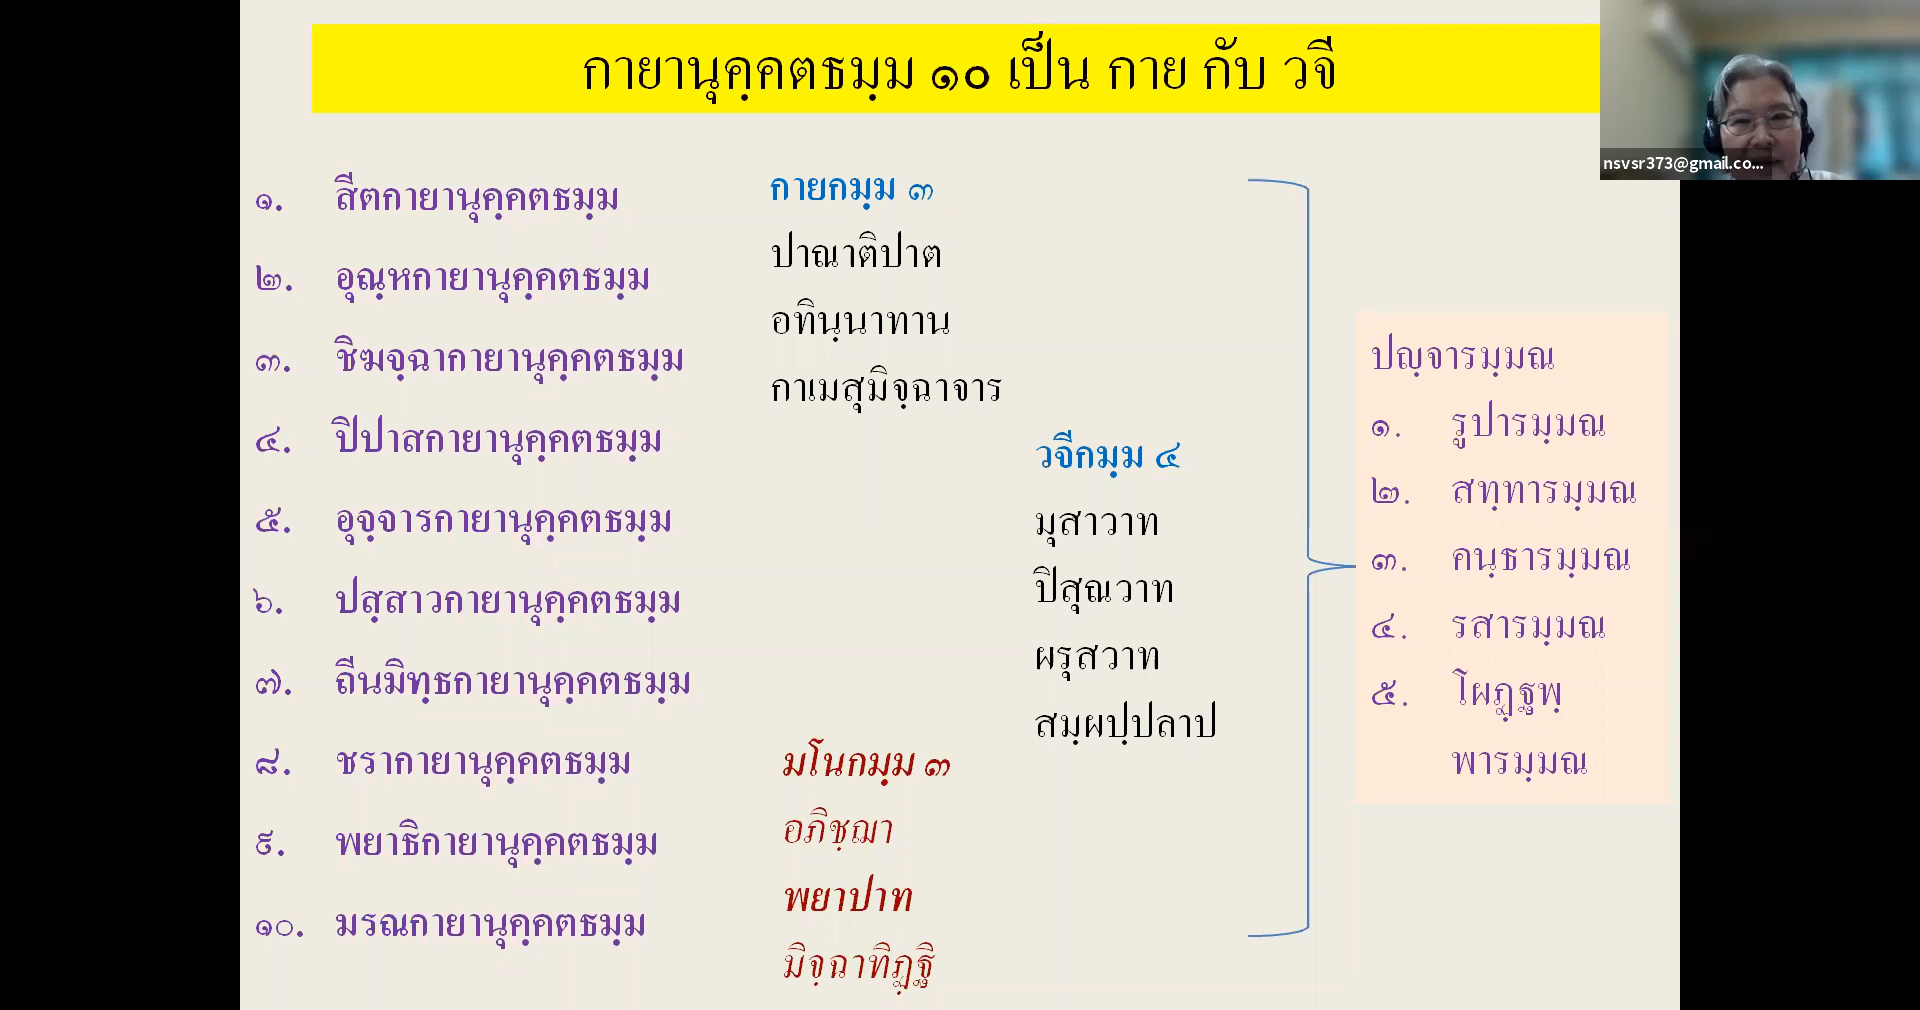 กายานุคฺคตธมฺม ๑๐ เป็น กาย กับ วจี
nsvsr373@gmail.co...
๑. สีตกายานุคฺคตธมฺม
๒. อุณฺหกายานุคฺคตธมฺม
๓. ชิฆจฺฉากายานุคฺคตธมฺม
๔. ปิปาสกายานุคฺคตธมฺม
๕. อุจฺจารกายานุคฺคตธมฺม
๖. ปสฺสาวกายานุคฺคตธมฺม
๗. ถีนมิทฺธกายานุคฺคตธมฺม
๘. ชรากายานุคฺคตธมฺม
๙. พยาธิกายานุคฺคตธมฺม
๑๐. มรณกายานุคฺคตธมฺม
กายกมฺม ๓
ปาณาติปาต
อทินฺนาทาน
กาเมสุมิจฺฉาจาร
วจีกมฺม ๔
มุสาวาท
ปิสุณวาท
ผรุสวาท
สมฺผปฺปลาป
มโนกมฺม ๓
อภิชฺฌา
พยาปาท
มิจฺฉาทิฏฺฐิ
ปญฺจารมฺมณ
๑. รูปารมฺมณ
๒. สทฺทารมฺมณ
๓. คนฺธารมฺมณ
๔. รสารมฺมณ
๕. โผฏฺฐพฺ
พารมฺมณ